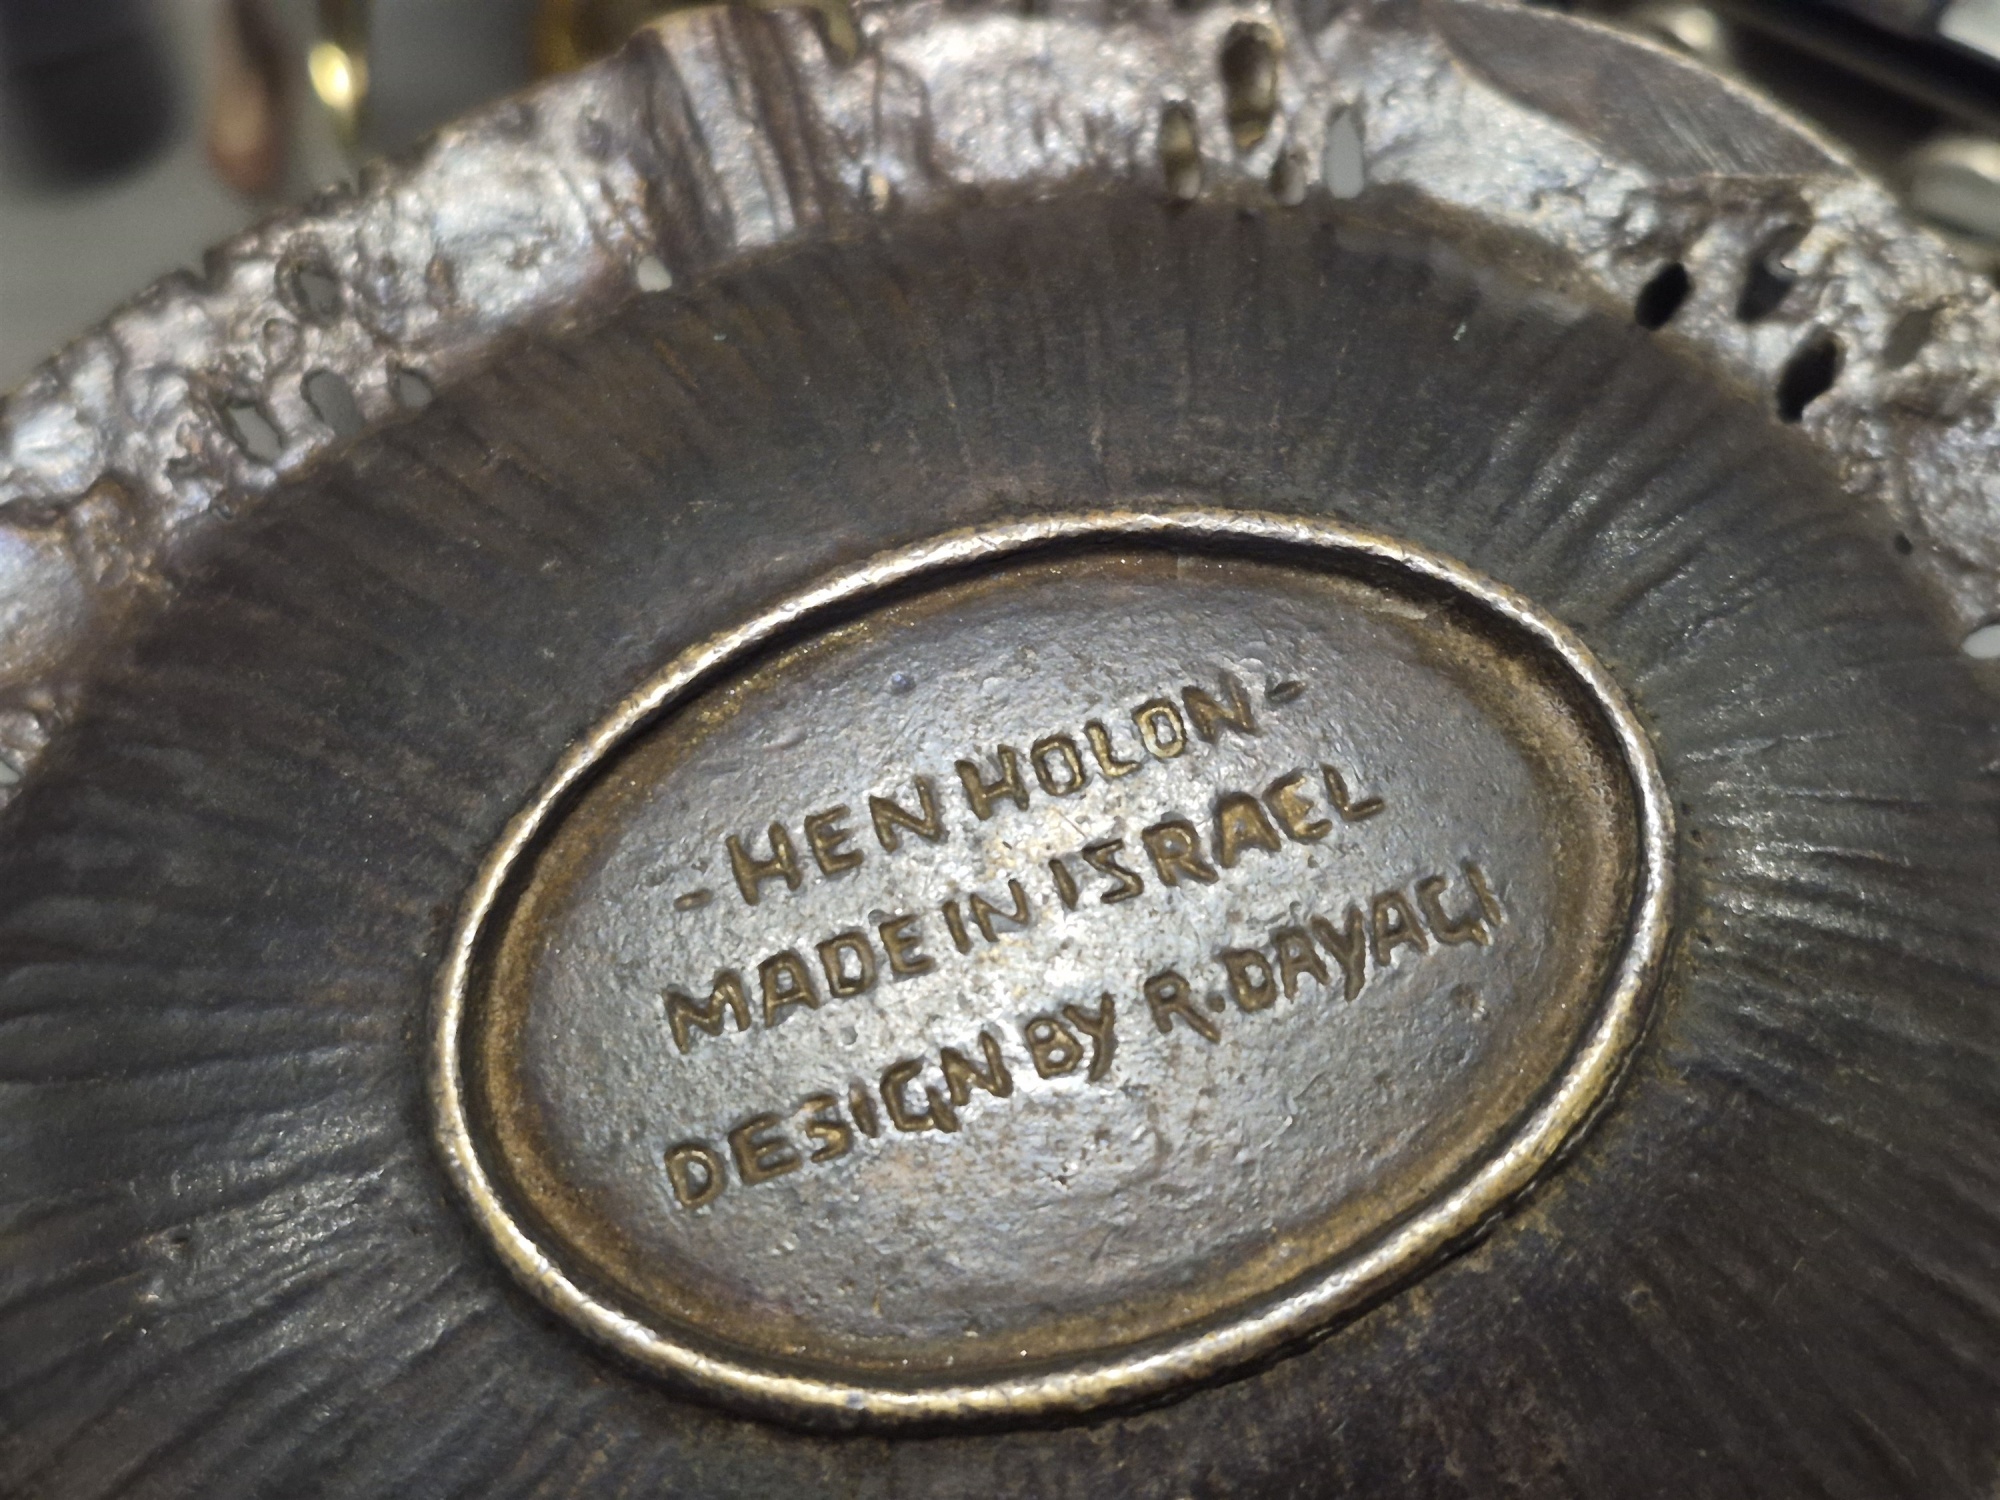 -HEN HOLON-
MADE IN ISRAEL
DESIGN BY R.DAYAGI